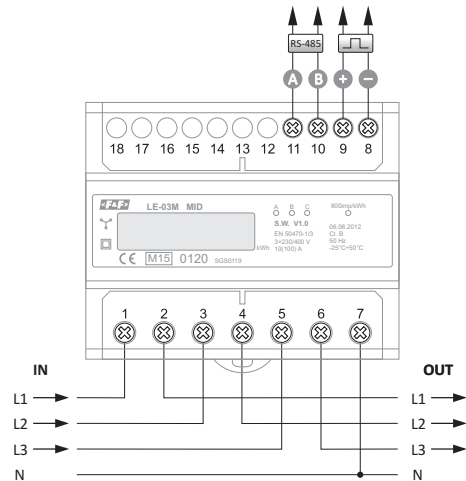 RS-485
A B + −
18 17 16 15 14 13 12 11 10 9 8
F&F LE-03M MID
A B C
800imp/kWh
S.W. V1.0
EN 50470-1/3
3×230/400 V
10(100) A
06.08.2012
Cl. B
50 Hz
-25°C÷50°C
kWh
CE M15 0120 SGS0119
1 2 3 4 5 6 7
IN OUT
L1 L1
L2 L2
L3 L3
N N